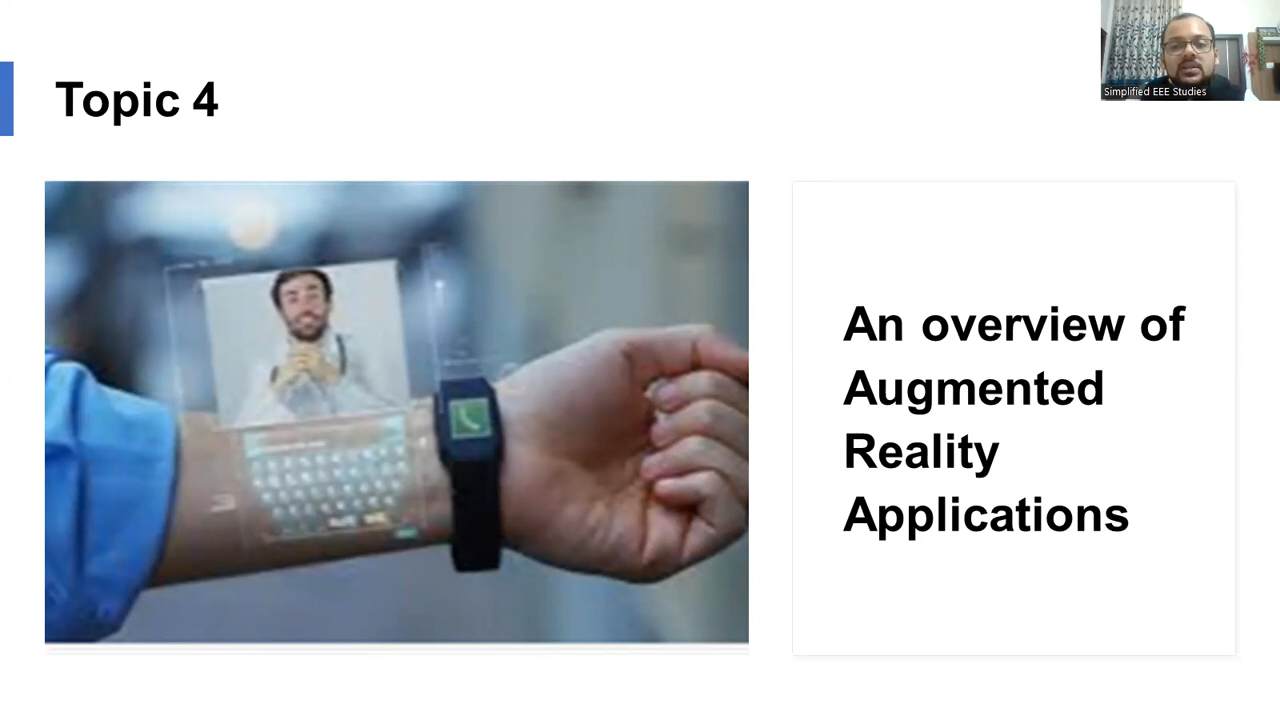 Topic 4
Simplified EEE Studies
An overview of
Augmented
Reality
Applications